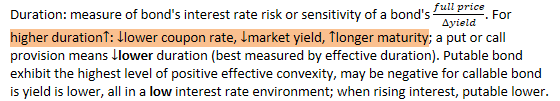 Duration: measure of bond's interest rate risk or sensitivity of a bond's full price/Δyield. For
higher duration↑: ↓lower coupon rate, ↓market yield, ↑longer maturity; a put or call
provision means ↓lower duration (best measured by effective duration). Putable bond
exhibit the highest level of positive effective convexity, may be negative for callable bond
is yield is lower, all in a low interest rate environment; when rising interest, putable lower.